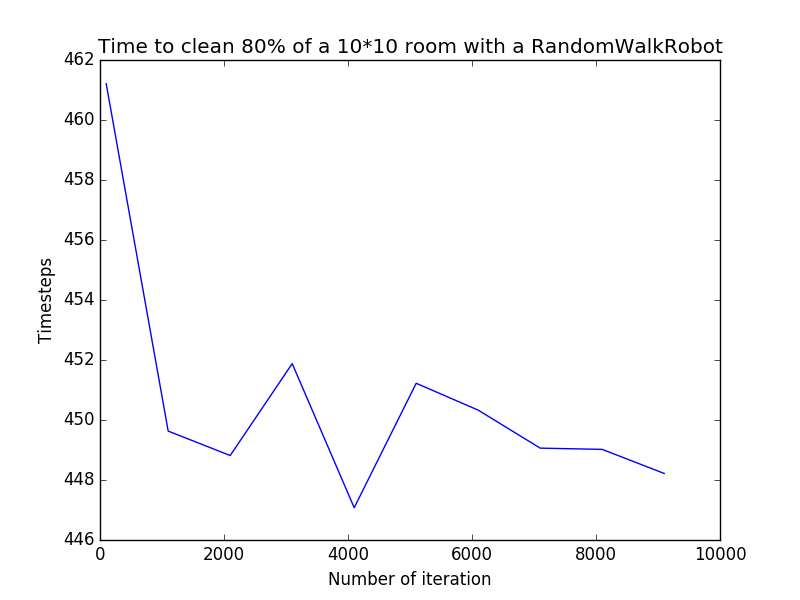 Time to clean 80% of a 10*10 room with a RandomWalkRobot
462
460
458
456
454
452
450
448
446
Timesteps
0 2000 4000 6000 8000 10000
Number of iteration